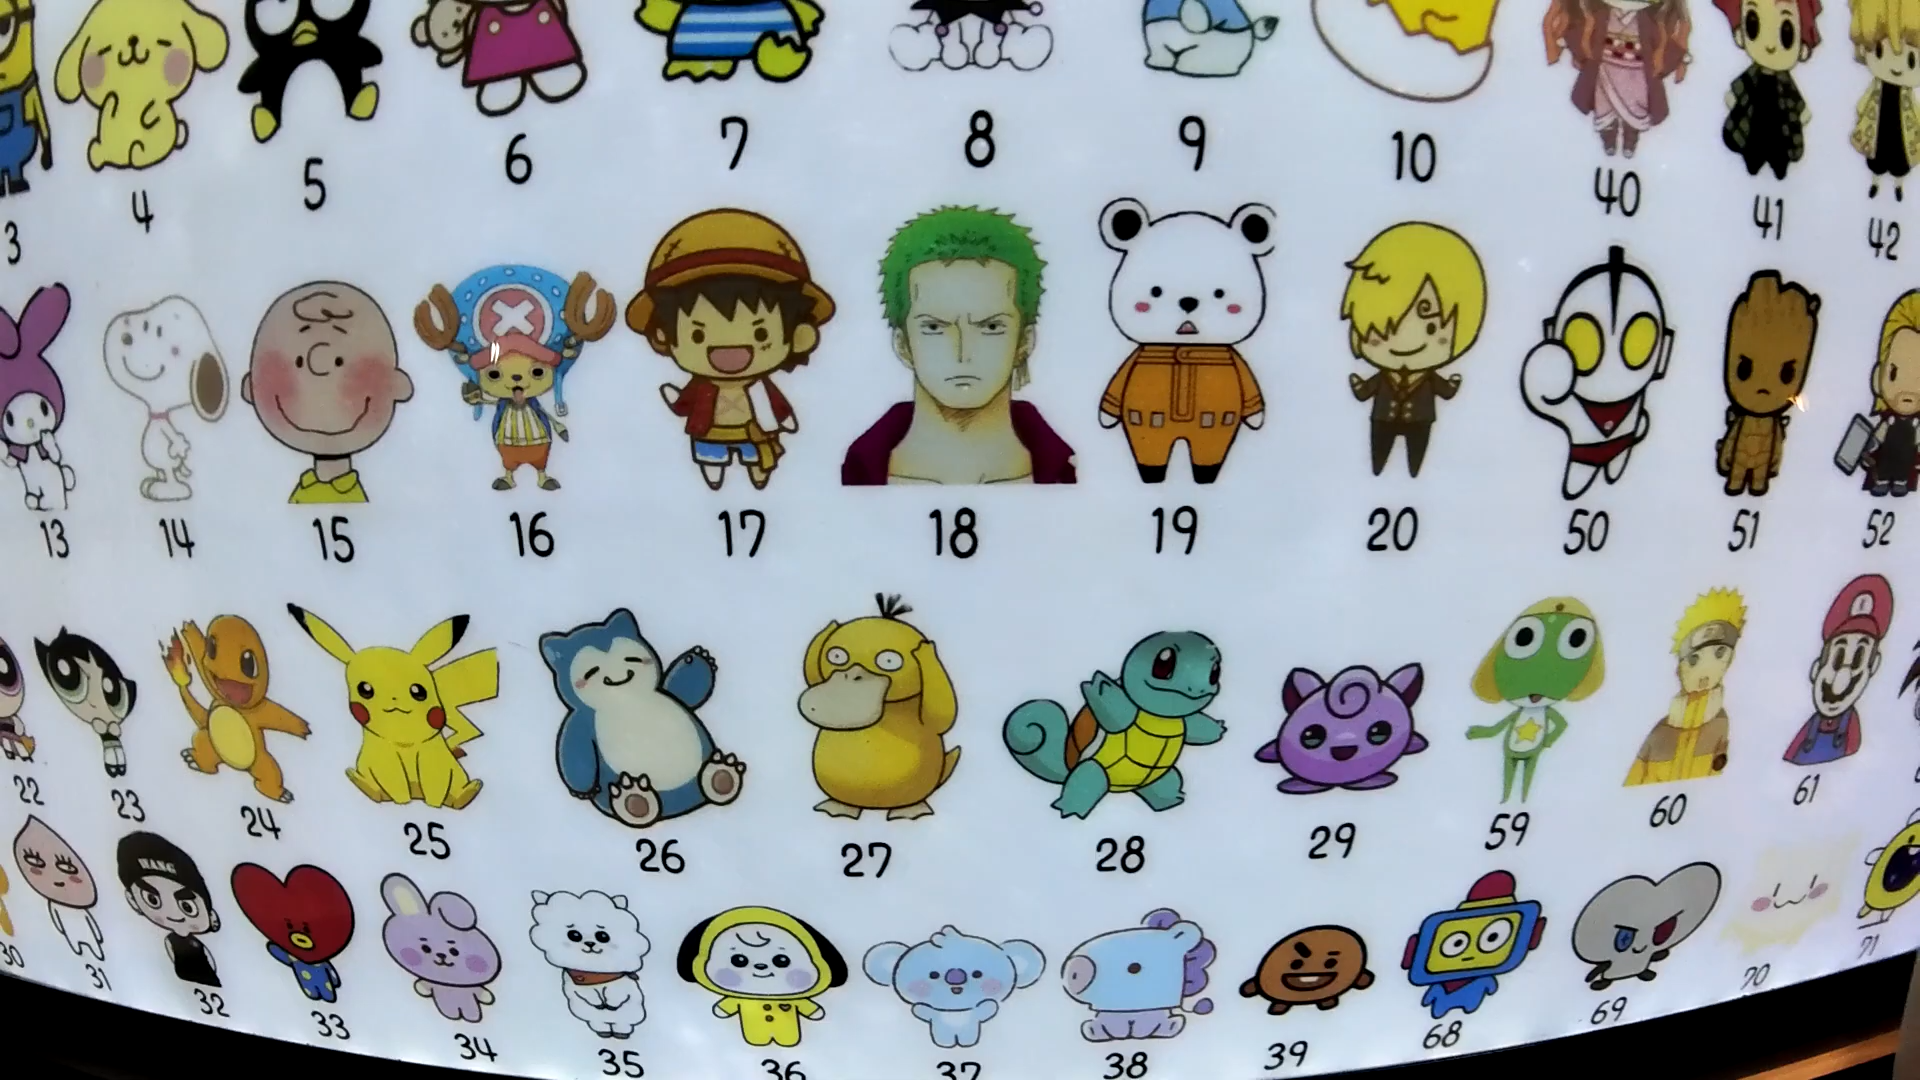 3 4 5 6 7 8 9 10 40 41 42
13 14 15 16 17 18 19 20 50 51 52
22 23 24 25 26 27 28 29 59 60 61
WANG
30 31 32 33 34 35 36 37 38 39 68 69 70 71